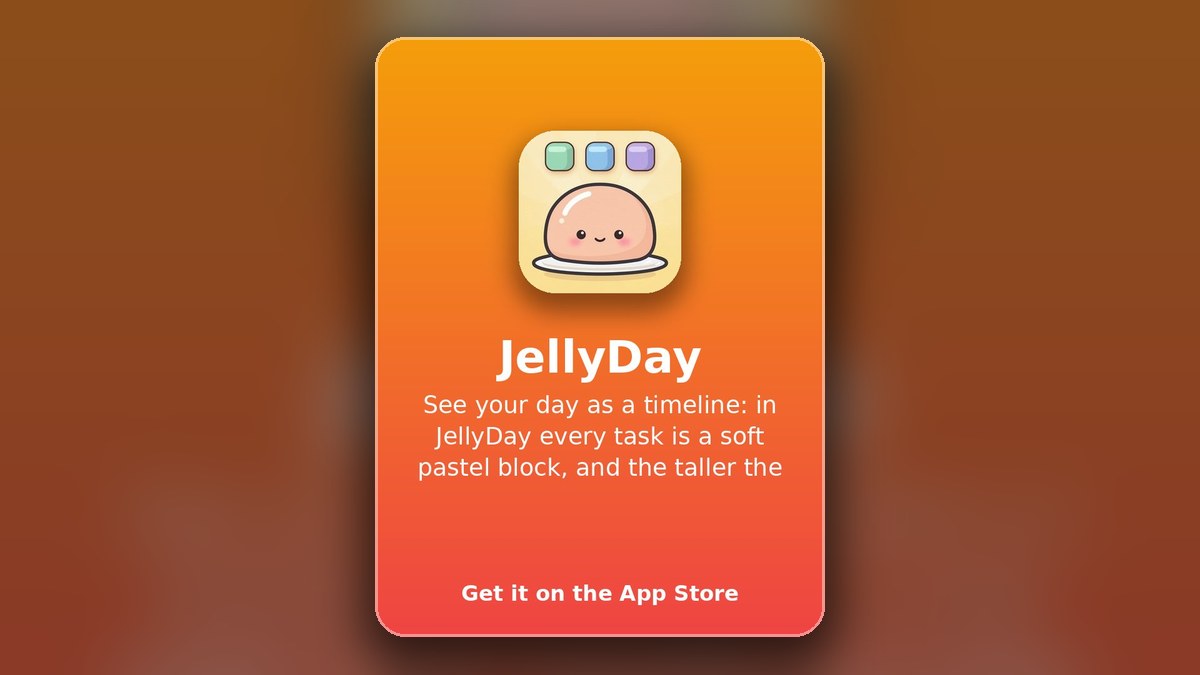 JellyDay
See your day as a timeline: in
JellyDay every task is a soft
pastel block, and the taller the
Get it on the App Store